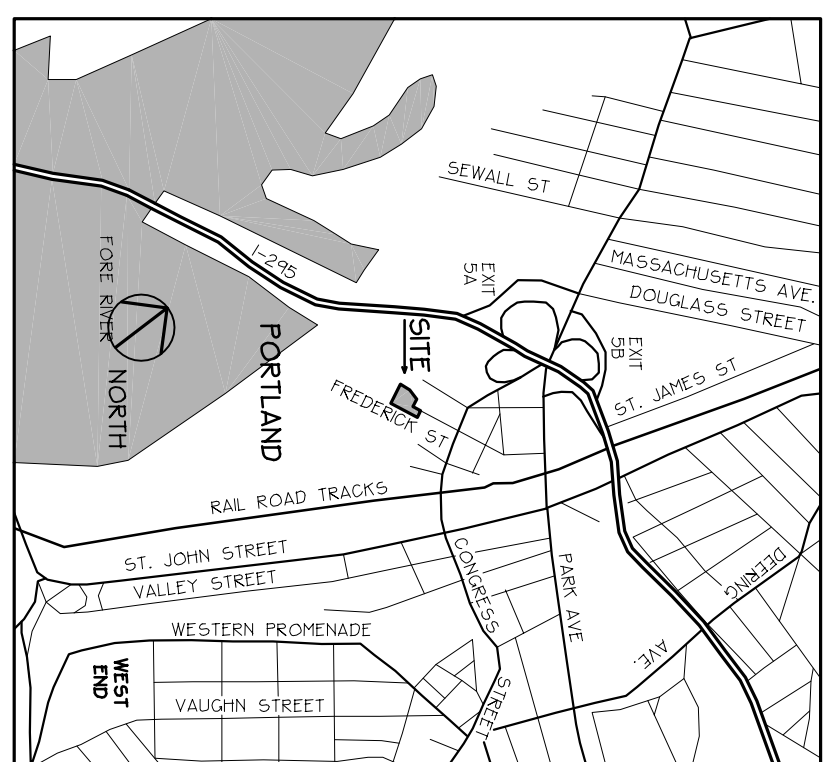 SEWALL ST
MASSACHUSETTS AVE.
DOUGLASS STREET
I-295
EXIT
5A
EXIT
5B
FORE RIVER
NORTH
PORTLAND
SITE
FREDERICK ST
ST. JAMES ST
RAIL ROAD TRACKS
ST. JOHN STREET
VALLEY STREET
CONGRESS
STREET
PARK AVE
DEERING
AVE.
WESTERN PROMENADE
WEST
END
VAUGHN STREET